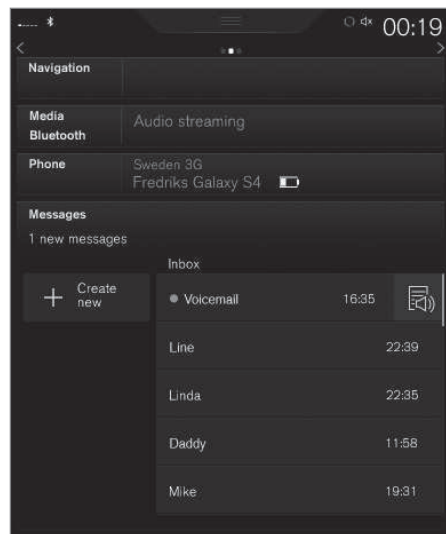 00:19
Navigation
Media
Bluetooth
Audio streaming
Phone
Sweden 3G
Fredriks Galaxy S4
Messages
1 new messages
Inbox
Create
new
Voicemail 16:35
Line 22:39
Linda 22:35
Daddy 11:58
Mike 19:31